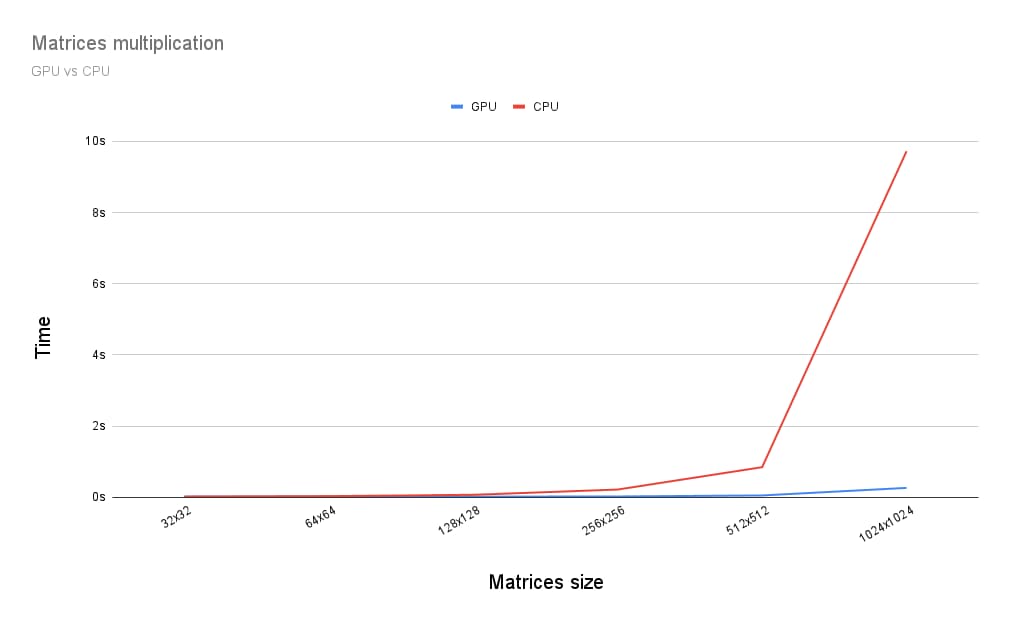 Matrices multiplication
GPU vs CPU
GPU CPU
10s
8s
6s
4s
2s
0s
Time
32x32 64x64 128x128 256x256 512x512 1024x1024
Matrices size